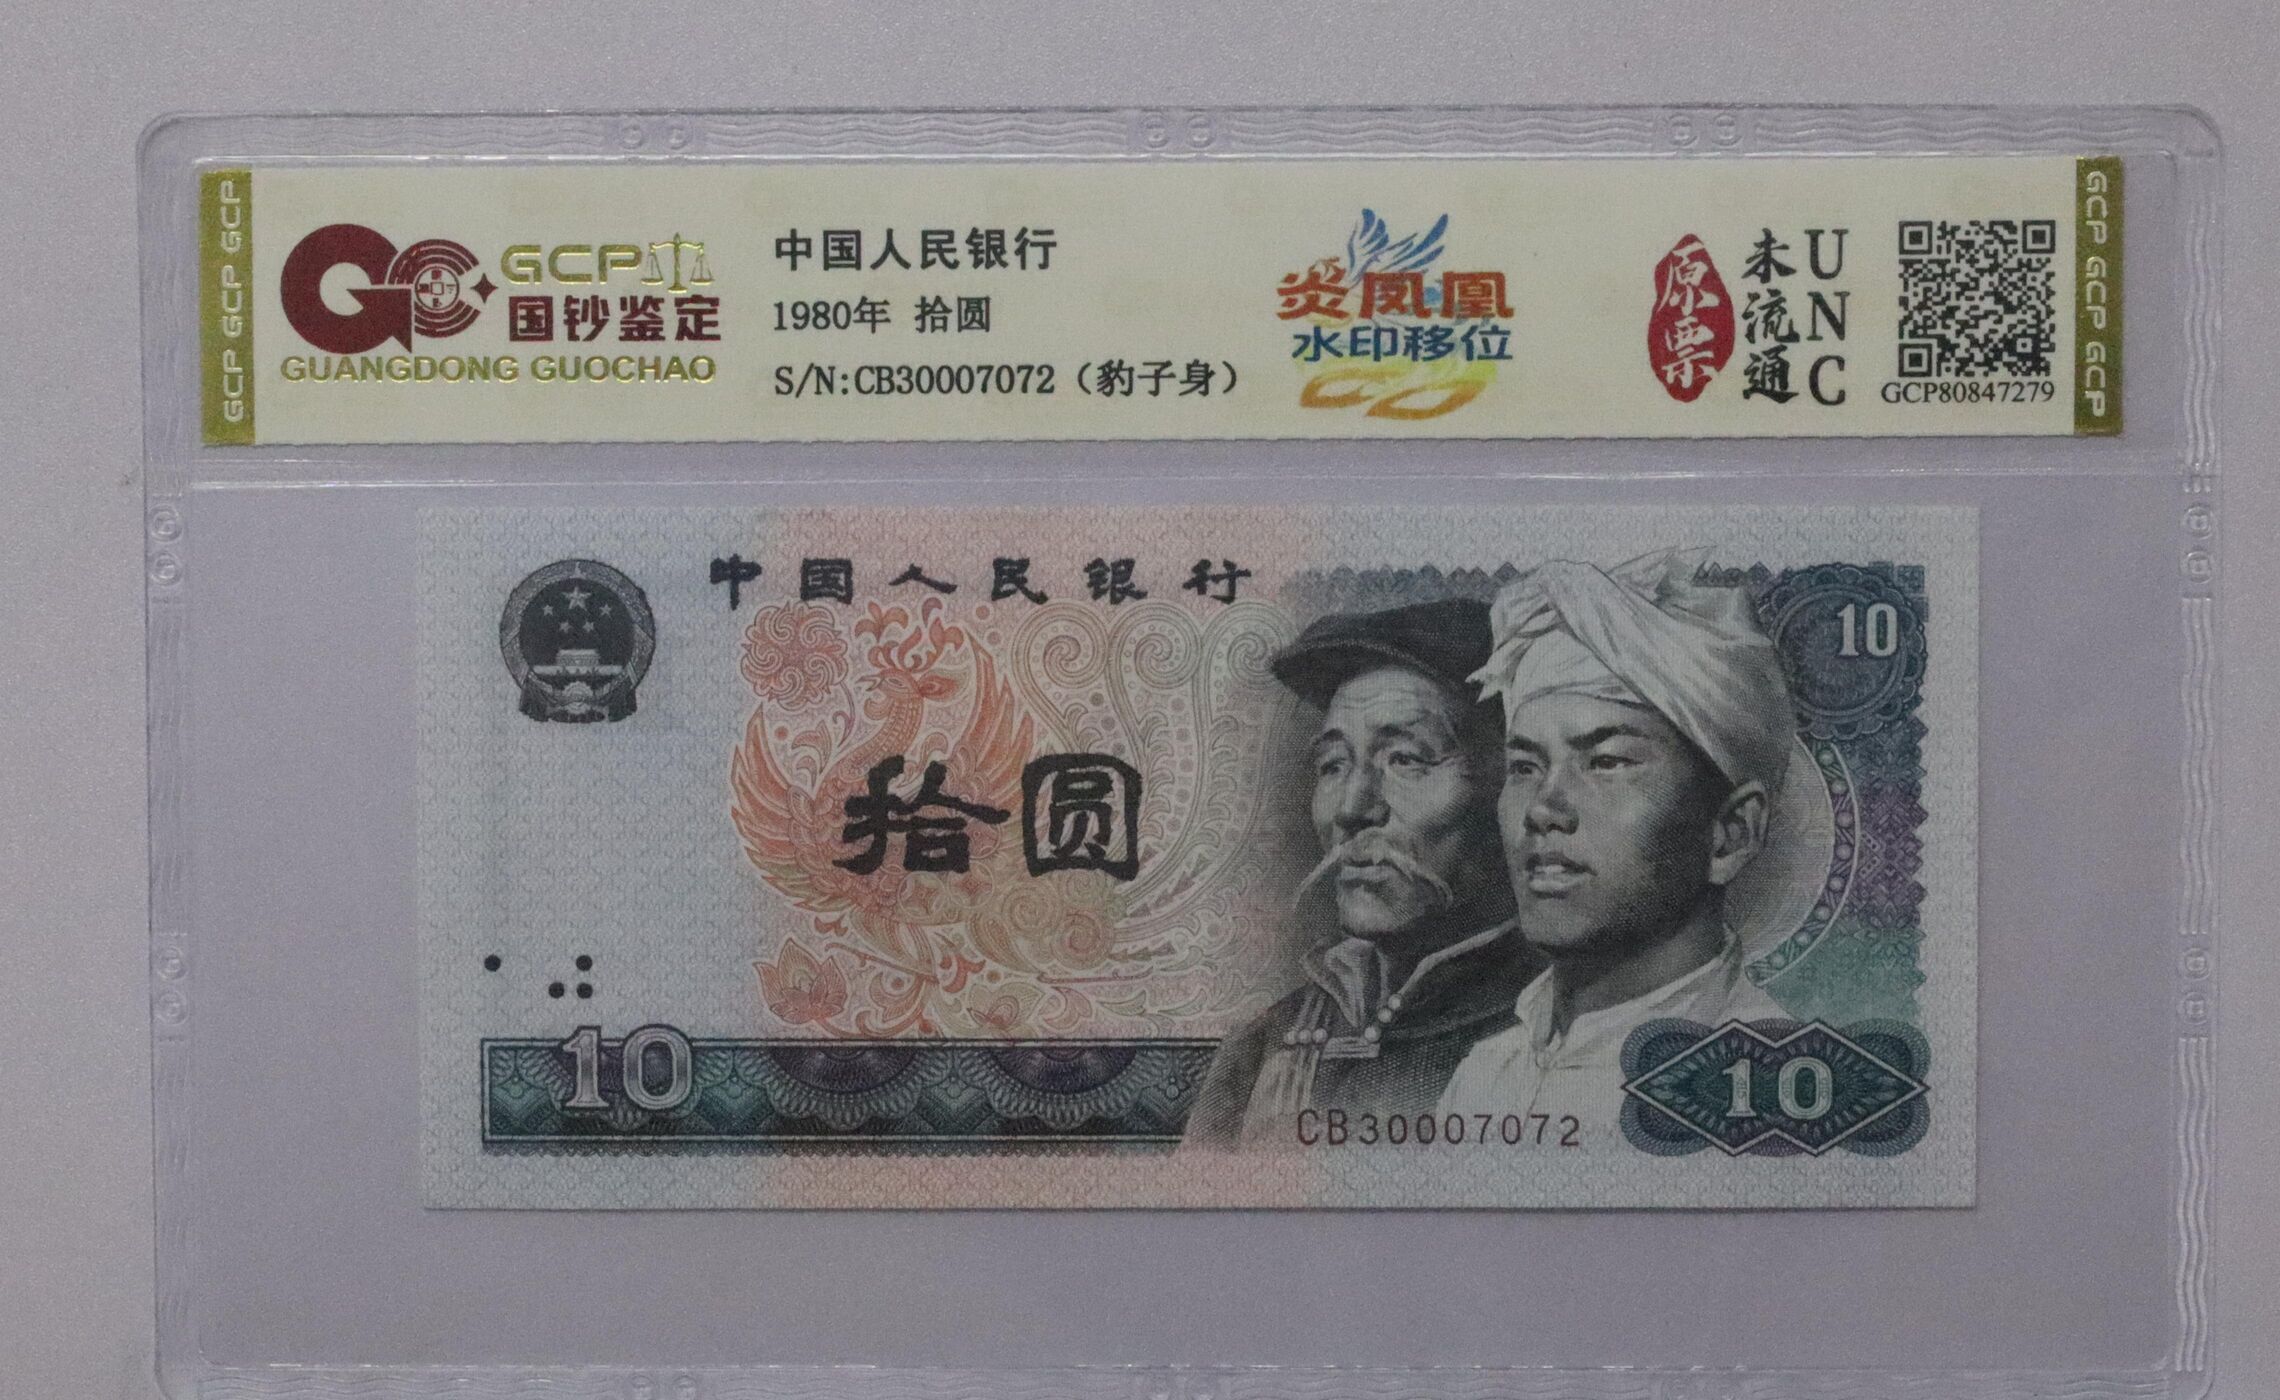 GCP GCP GCP
GCP
国钞鉴定
GUANGDONG GUOCHAO
中国人民银行
1980年 拾圆
S/N:CB30007072（豹子身）
炎凤凰
水印移位
原票
未流通
UNC
GCP80847279
GCP GCP GCP
中国人民银行
10
拾圆
10
CB30007072
10